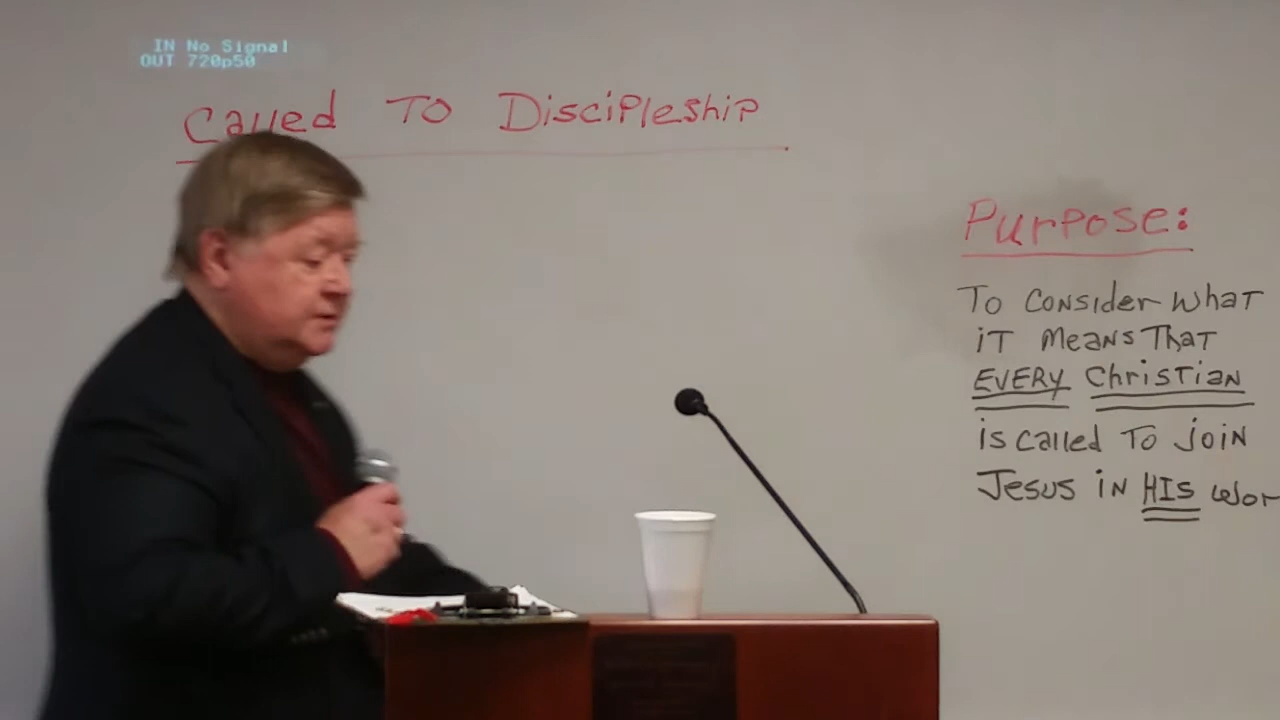 IN No Signal
OUT 720p50
Called To Discipleship
Purpose:
To Consider what
iT Means That
EVERY Christian
is called To join
Jesus in HIS wor